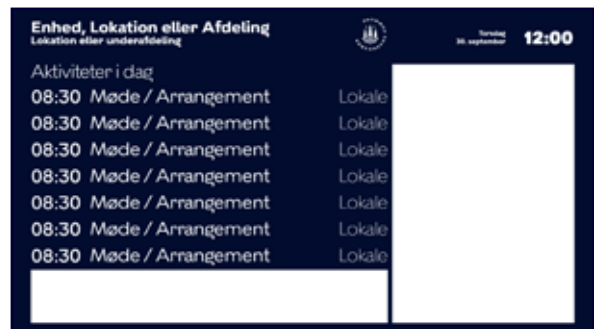 Enhed, Lokation eller Afdeling
Lokation eller underafdeling
Torsdag
30. september
12:00
Aktiviteter i dag
08:30 Møde / Arrangement Lokale
08:30 Møde / Arrangement Lokale
08:30 Møde / Arrangement Lokale
08:30 Møde / Arrangement Lokale
08:30 Møde / Arrangement Lokale
08:30 Møde / Arrangement Lokale
08:30 Møde / Arrangement Lokale